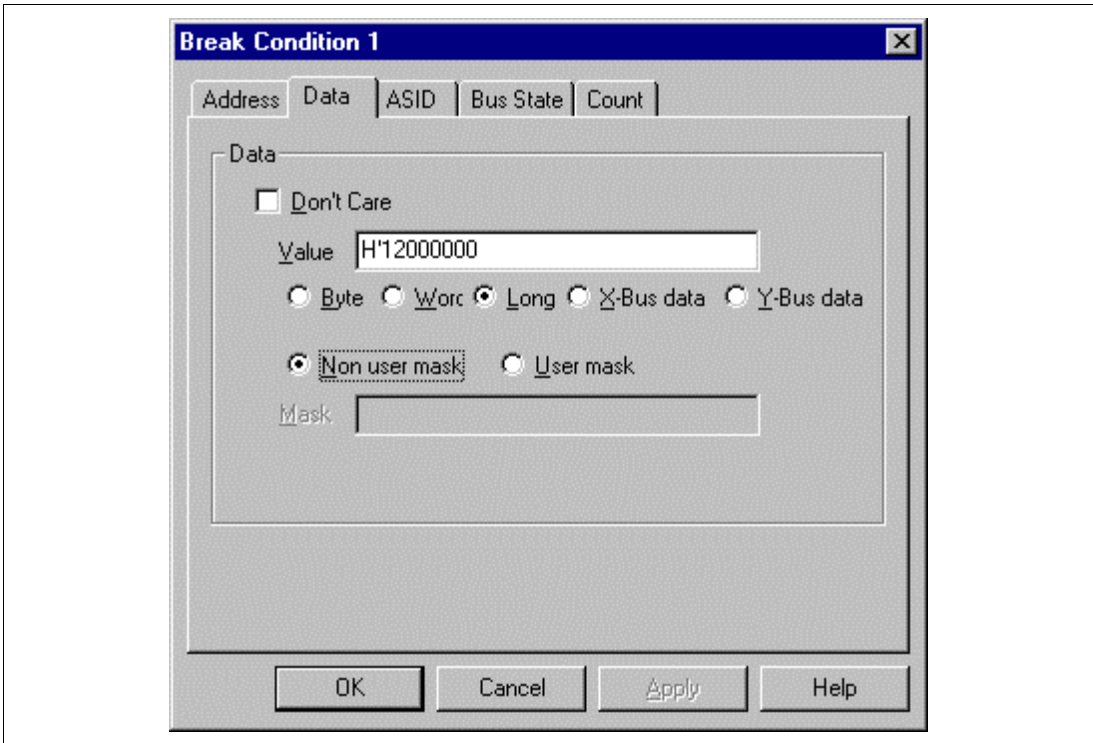 Break Condition 1
Address Data ASID Bus State Count
Data
Don't Care
Value H'12000000
Byte Worc Long X-Bus data Y-Bus data
Non user mask User mask
Mask
OK Cancel Apply Help